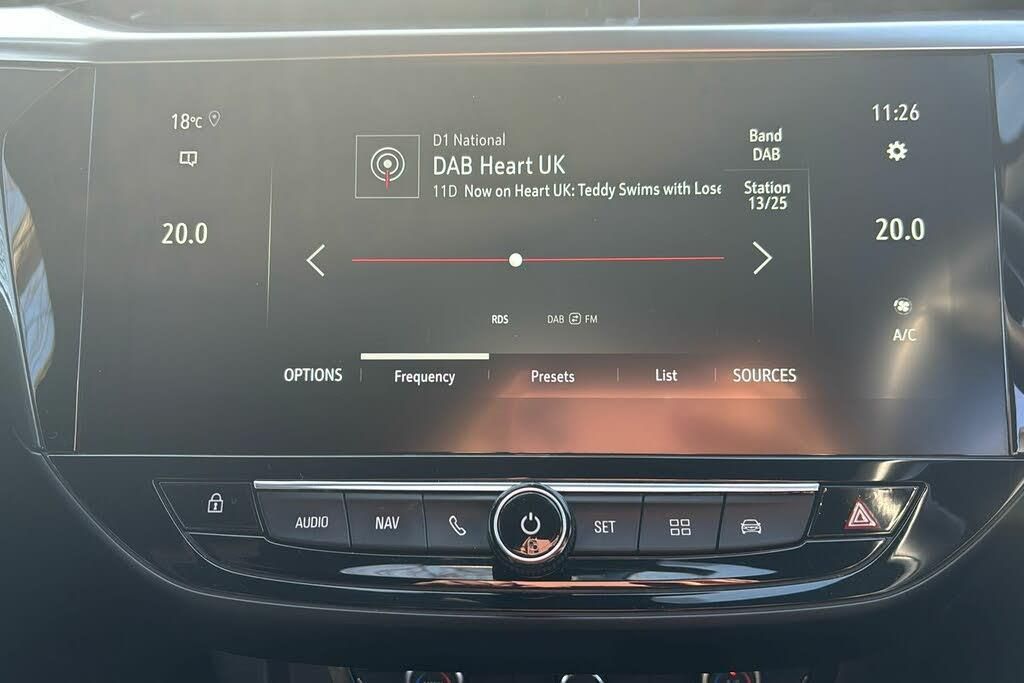 18°C
20.0
D1 National
DAB Heart UK
11D Now on Heart UK: Teddy Swims with Lose
Band
DAB
Station
13/25
11:26
20.0
A/C
RDS DAB FM
OPTIONS Frequency Presets List SOURCES
AUDIO NAV SET